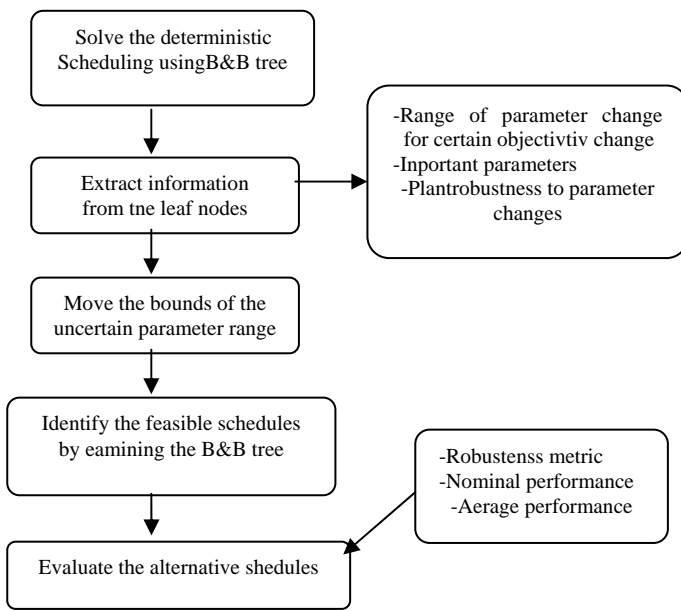 Solve the deterministic
Scheduling usingB&B tree
-Range of parameter change
for certain objectivtiv change
-Inportant parameters
-Plantrobustness to parameter
changes
Extract information
from tne leaf nodes
Move the bounds of the
uncertain parameter range
Identify the feasible schedules
by eamining the B&B tree
-Robustenss metric
-Nominal performance
-Aerage performance
Evaluate the alternative shedules